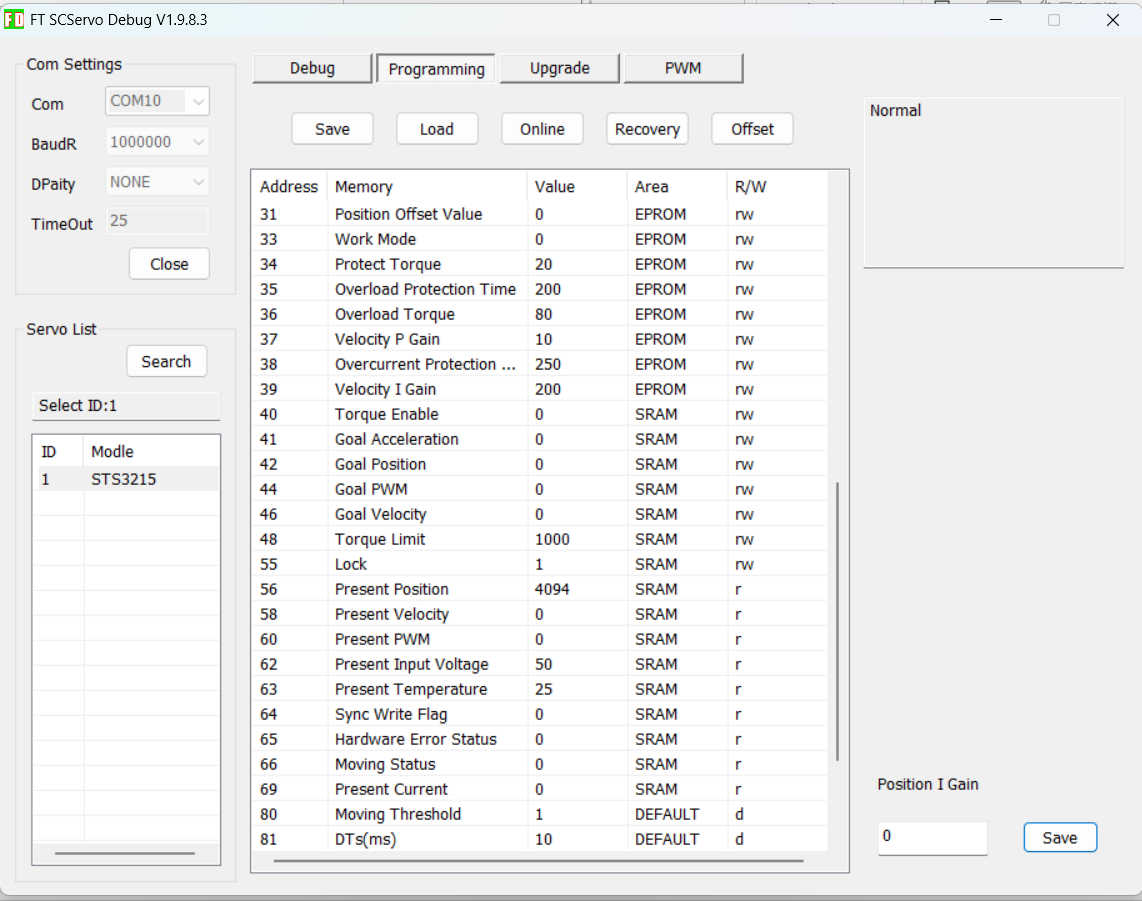 FT SCServo Debug V1.9.8.3
Com Settings
Com COM10
BaudR 1000000
DPaity NONE
TimeOut 25
Close
Servo List
Search
Select ID:1
ID Modle
1 STS3215
Debug Programming Upgrade PWM
Save Load Online Recovery Offset
Address Memory Value Area R/W
31 Position Offset Value 0 EPROM rw
33 Work Mode 0 EPROM rw
34 Protect Torque 20 EPROM rw
35 Overload Protection Time 200 EPROM rw
36 Overload Torque 80 EPROM rw
37 Velocity P Gain 10 EPROM rw
38 Overcurrent Protection ... 250 EPROM rw
39 Velocity I Gain 200 EPROM rw
40 Torque Enable 0 SRAM rw
41 Goal Acceleration 0 SRAM rw
42 Goal Position 0 SRAM rw
44 Goal PWM 0 SRAM rw
46 Goal Velocity 0 SRAM rw
48 Torque Limit 1000 SRAM rw
55 Lock 1 SRAM rw
56 Present Position 4094 SRAM r
58 Present Velocity 0 SRAM r
60 Present PWM 0 SRAM r
62 Present Input Voltage 50 SRAM r
63 Present Temperature 25 SRAM r
64 Sync Write Flag 0 SRAM r
65 Hardware Error Status 0 SRAM r
66 Moving Status 0 SRAM r
69 Present Current 0 SRAM r
80 Moving Threshold 1 DEFAULT d
81 DTs(ms) 10 DEFAULT d
Normal
Position I Gain
0 Save